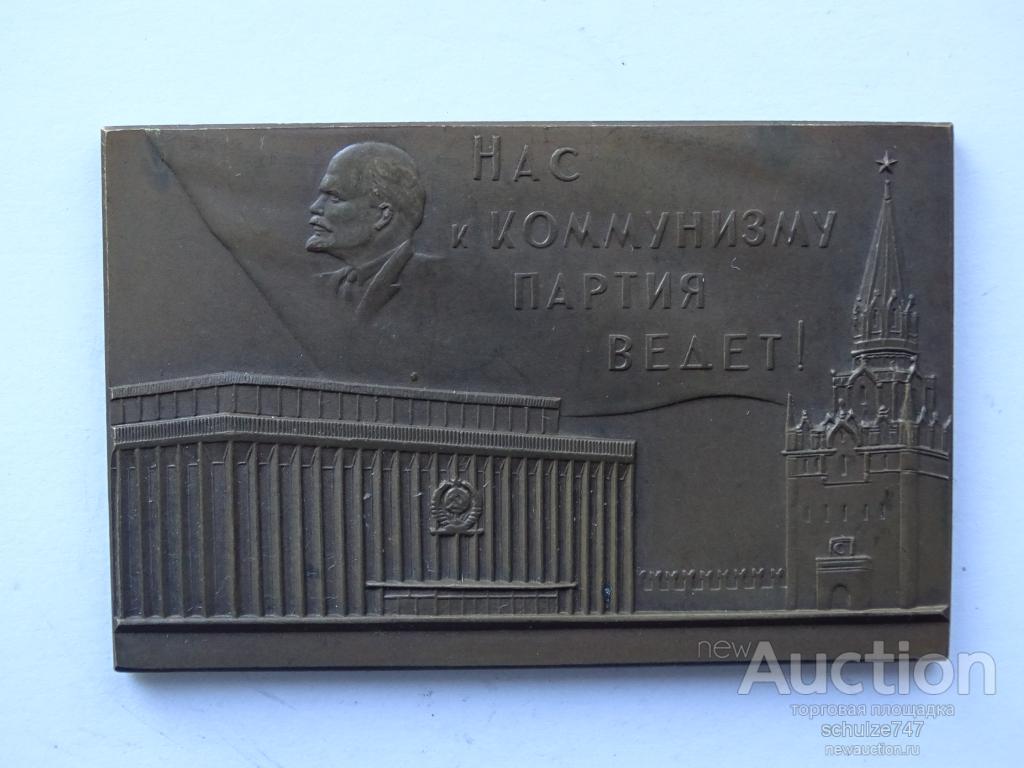 Нас
к коммунизму
партия
ведет!
newAuction
торговая площадка
schulze747
newauction.ru